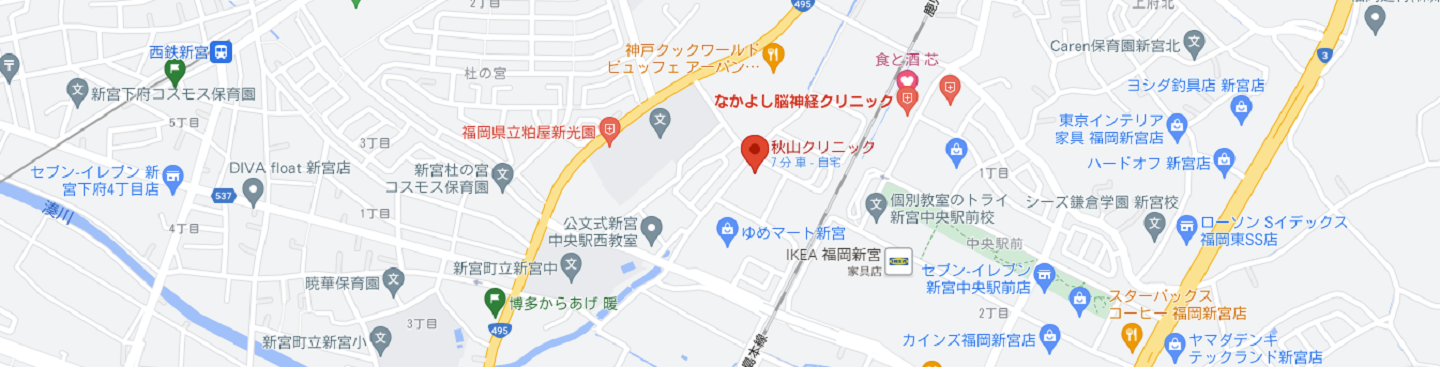 2丁目
495
上府北
3
Caren保育園新宮北
西鉄新宮
神戸クックワールド
ビュッフェ アーバン…
食と酒 芯
杜の宮
ヨシダ釣具店 新宮店
新宮下府コスモス保育園
なかよし脳神経クリニック
5丁目
福岡県立粕屋新光園
東京インテリア
家具 福岡新宮店
3丁目
秋山クリニック
7 分 車 - 自宅
ハードオフ 新宮店
DIVA float 新宮店
新宮杜の宮
コスモス保育園
セブン-イレブン 新
宮下府4丁目店
1丁目
537
個別教室のトライ
新宮中央駅前校
シーズ鎌倉学園 新宮校
湊川
1丁目
4丁目
公文式新宮
中央駅西教室
ゆめマート新宮
中央駅前
ローソン Sイデックス
福岡東SS店
IKEA 福岡新宮
家具店
IKEA
新宮町立新宮中
セブン-イレブン
新宮中央駅前店
暁華保育園
博多からあげ 暖
スターバックス
コーヒー 福岡新宮店
2丁目
3丁目
495
新宮町立新宮小
カインズ福岡新宮店
ヤマダデンキ
テックランド新宮店
島本線